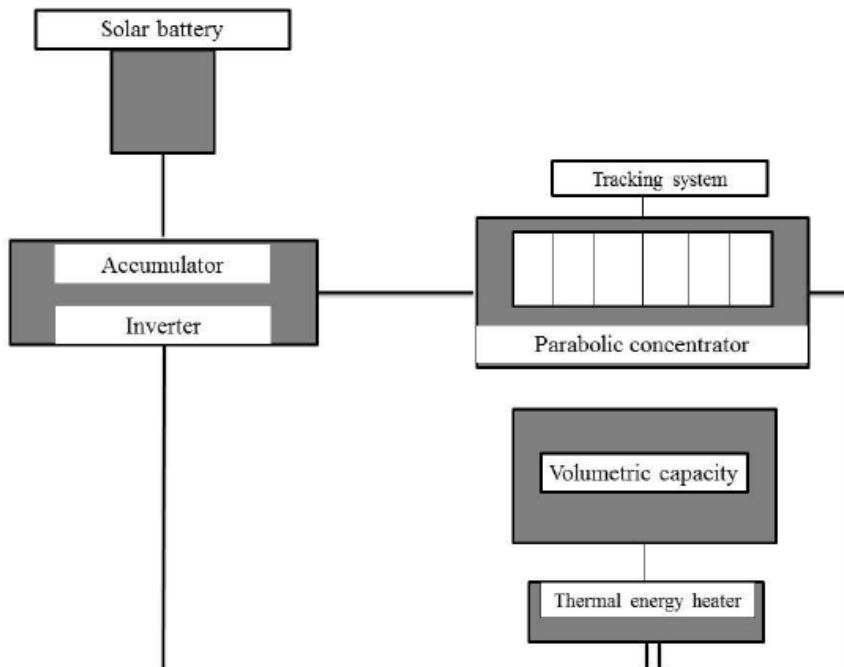 Solar battery
Tracking system
Accumulator
Inverter
Parabolic concentrator
Volumetric capacity
Thermal energy heater